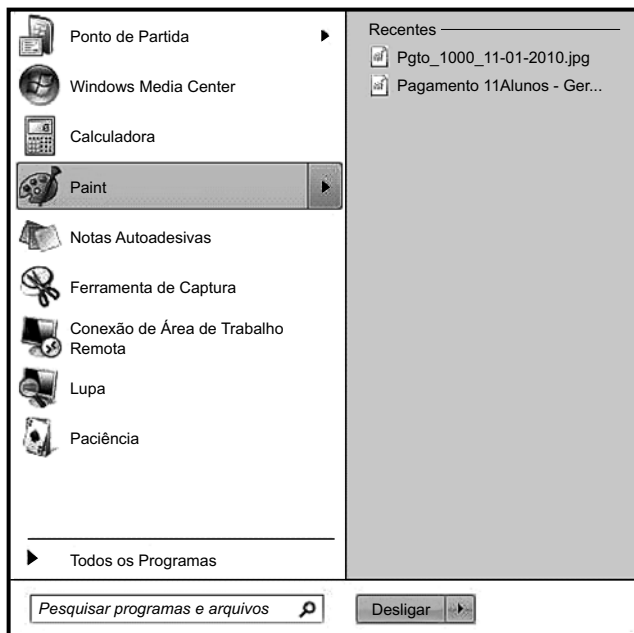 Ponto de Partida
Windows Media Center
Calculadora
Paint
Notas Autoadesivas
Ferramenta de Captura
Conexão de Área de Trabalho
Remota
Lupa
Paciência
Todos os Programas
Pesquisar programas e arquivos
Recentes
Pgto_1000_11-01-2010.jpg
Pagamento 11Alunos - Ger...
Desligar